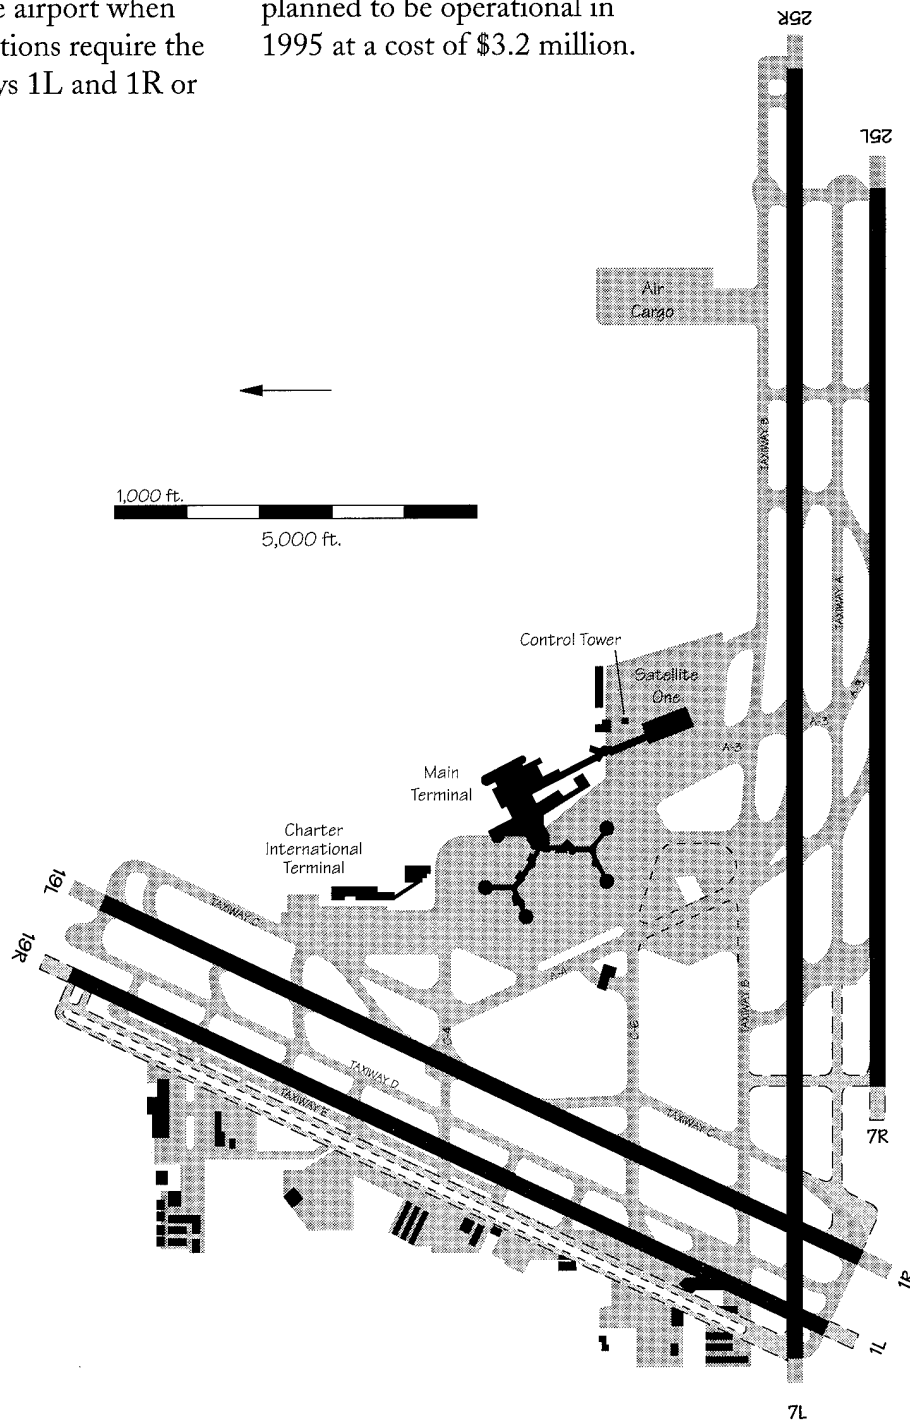 e airport when
tions require the
ys 1L and 1R or
planned to be operational in
1995 at a cost of $3.2 million.
25R
25L
Air
Cargo
TAXIWAY B
1,000 ft.
5,000 ft.
TAXIWAY A
Control Tower
Satellite
One
A-3
A-3
A-3
Main
Terminal
Charter
International
Terminal
19L
TAXIWAY C
19R
A-A
C-4
C-6
TAXIWAY B
TAXIWAY D
TAXIWAY E
TAXIWAY C
7R
1R
1L
7L